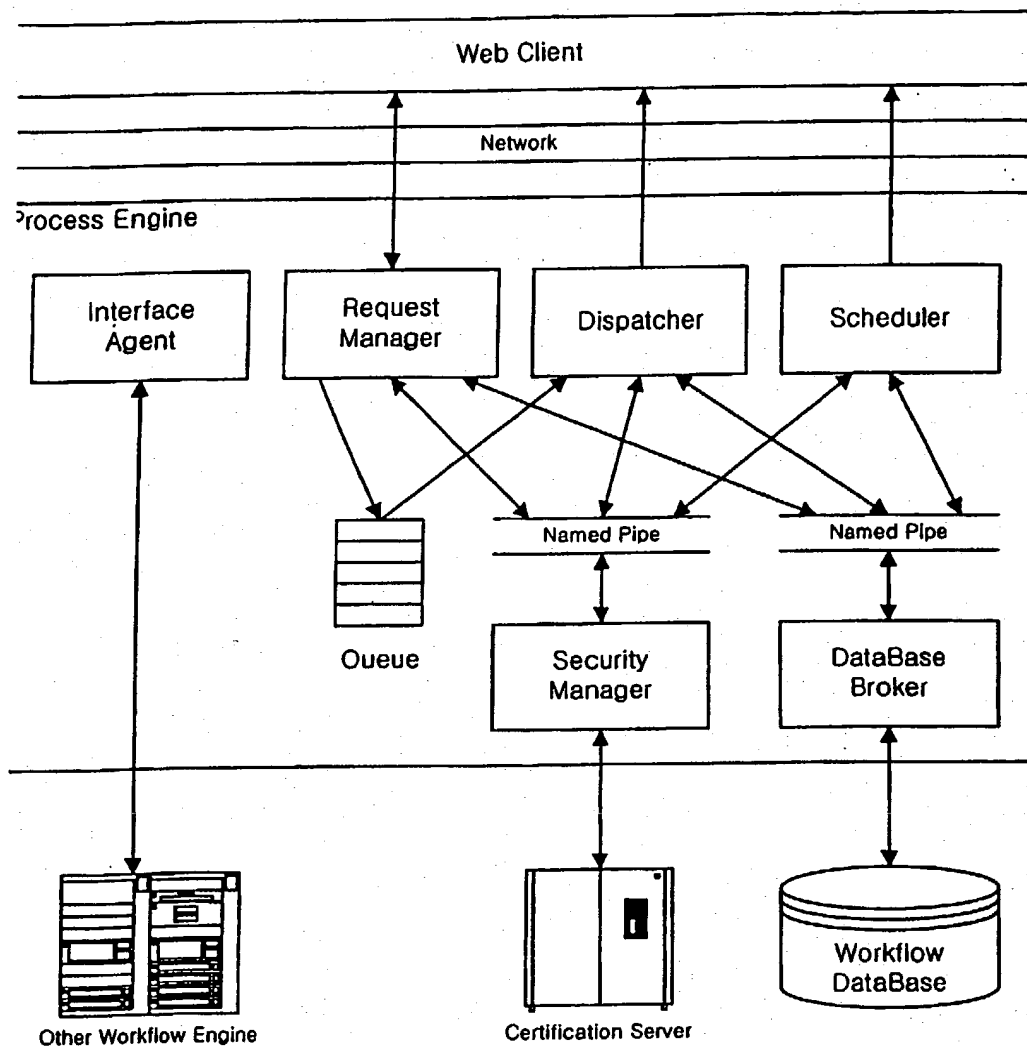 Web Client
Network
Process Engine
Interface
Agent
Request
Manager
Dispatcher
Scheduler
Named Pipe
Named Pipe
Queue
Security
Manager
DataBase
Broker
Workflow
DataBase
Other Workflow Engine
Certification Server